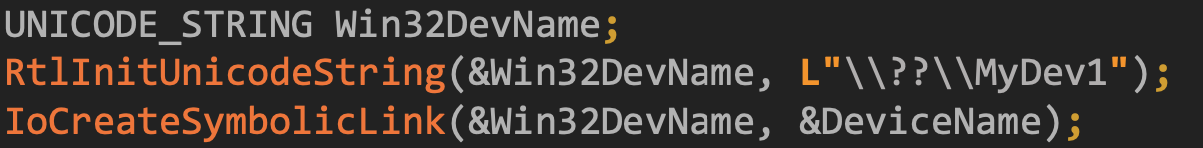 UNICODE_STRING Win32DevName;
RtlInitUnicodeString(&Win32DevName, L"\\??\\MyDev1");
IoCreateSymbolicLink(&Win32DevName, &DeviceName);